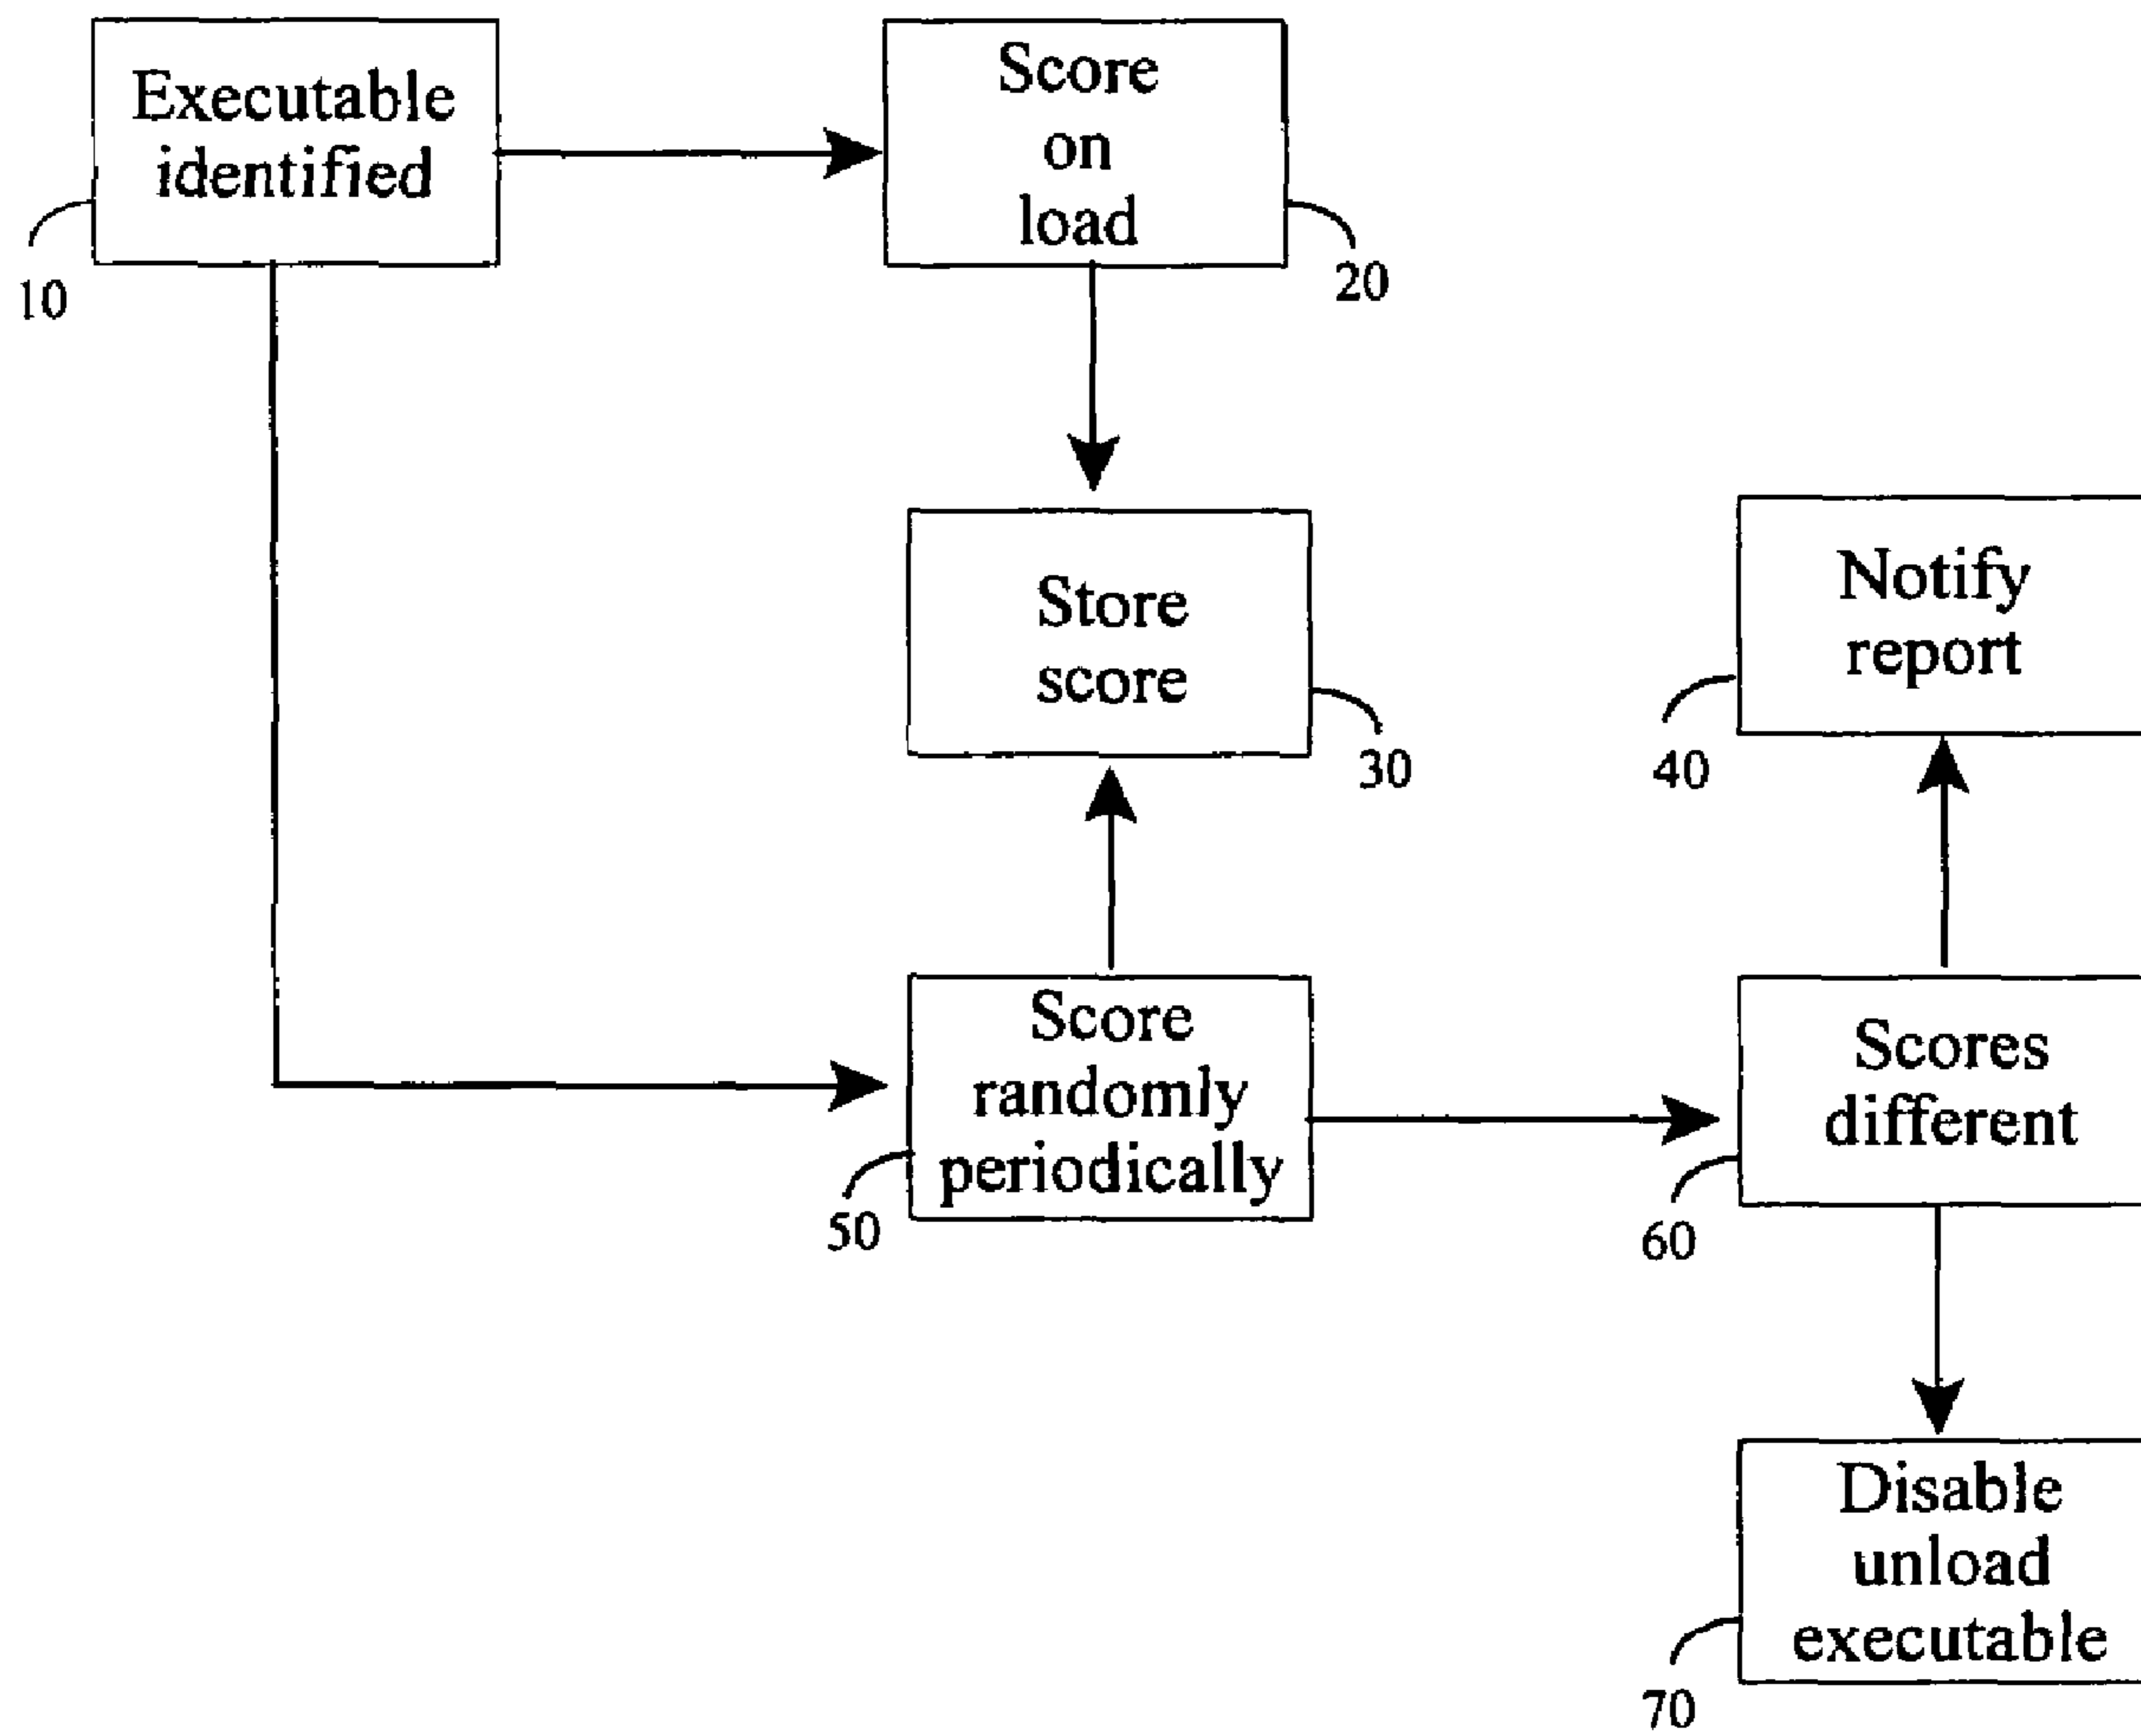 Executable
identified
10
Score
on
load
20
Store
score
30
Notify
report
40
Score
randomly
periodically
50
Scores
different
60
Disable
unload
executable
70